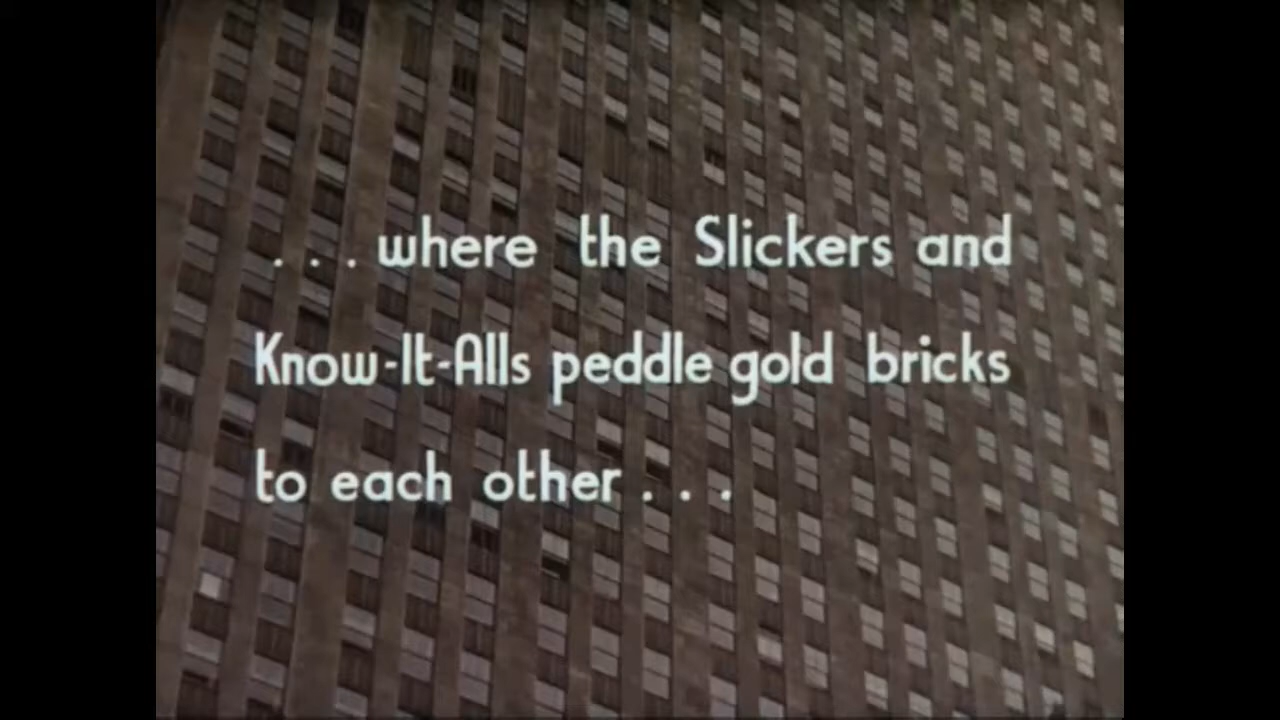 . . . where the Slickers and
Know-It-Alls peddle gold bricks
to each other . . .